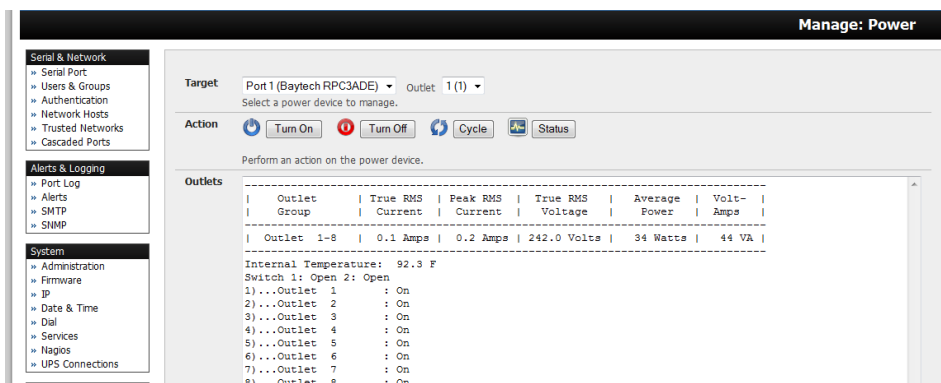 Manage: Power
Serial & Network
» Serial Port
» Users & Groups
» Authentication
» Network Hosts
» Trusted Networks
» Cascaded Ports
Alerts & Logging
» Port Log
» Alerts
» SMTP
» SNMP
System
» Administration
» Firmware
» IP
» Date & Time
» Dial
» Services
» Nagios
» UPS Connections
Target Port 1 (Baytech RPC3ADE) Outlet 1 (1)
Select a power device to manage.
Action Turn On Turn Off Cycle Status
Perform an action on the power device.
Outlets
-----------------------------------------------------------------------------
| Outlet | True RMS | Peak RMS | True RMS | Average | Volt- |
| Group | Current | Current | Voltage | Power | Amps |
-----------------------------------------------------------------------------
| Outlet 1-8 | 0.1 Amps | 0.2 Amps | 242.0 Volts | 34 Watts | 44 VA |
-----------------------------------------------------------------------------
Internal Temperature: 92.3 F
Switch 1: Open 2: Open
1)...Outlet 1 : On
2)...Outlet 2 : On
3)...Outlet 3 : On
4)...Outlet 4 : On
5)...Outlet 5 : On
6)...Outlet 6 : On
7)...Outlet 7 : On
8)...Outlet 8 : On